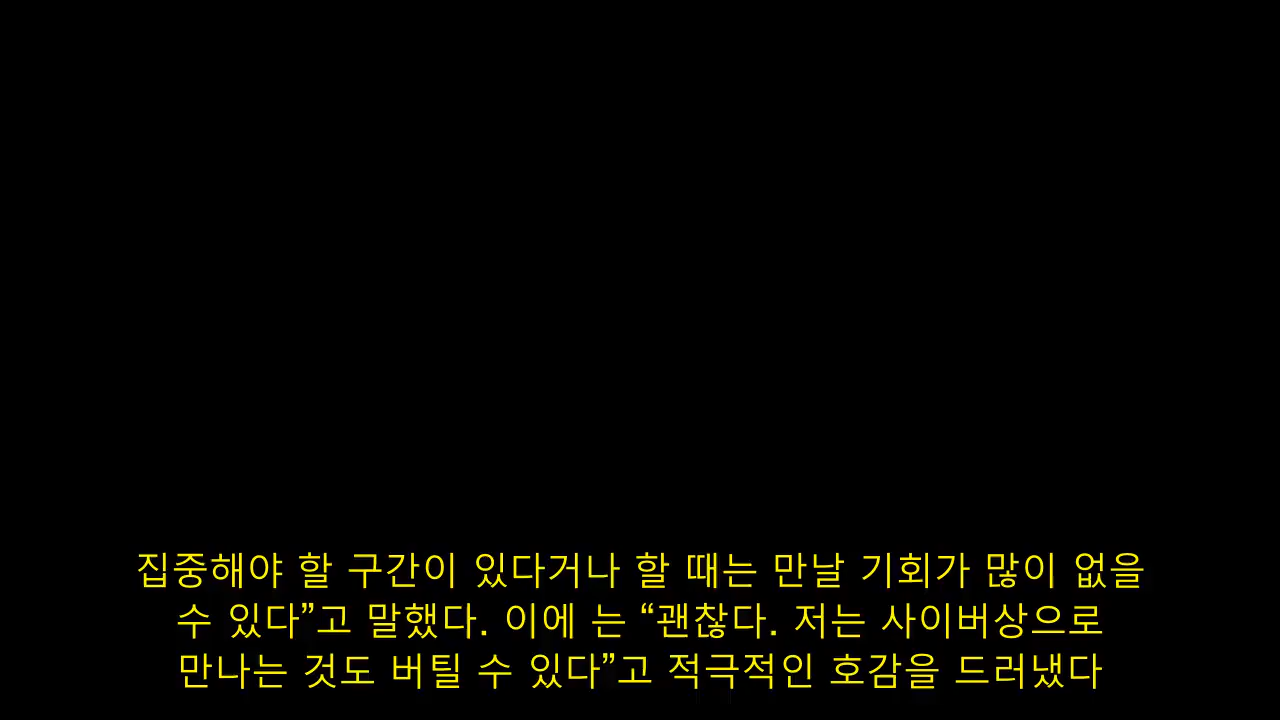 집중해야 할 구간이 있다거나 할 때는 만날 기회가 많이 없을
수 있다”고 말했다. 이에 는 “괜찮다. 저는 사이버상으로
만나는 것도 버틸 수 있다”고 적극적인 호감을 드러냈다